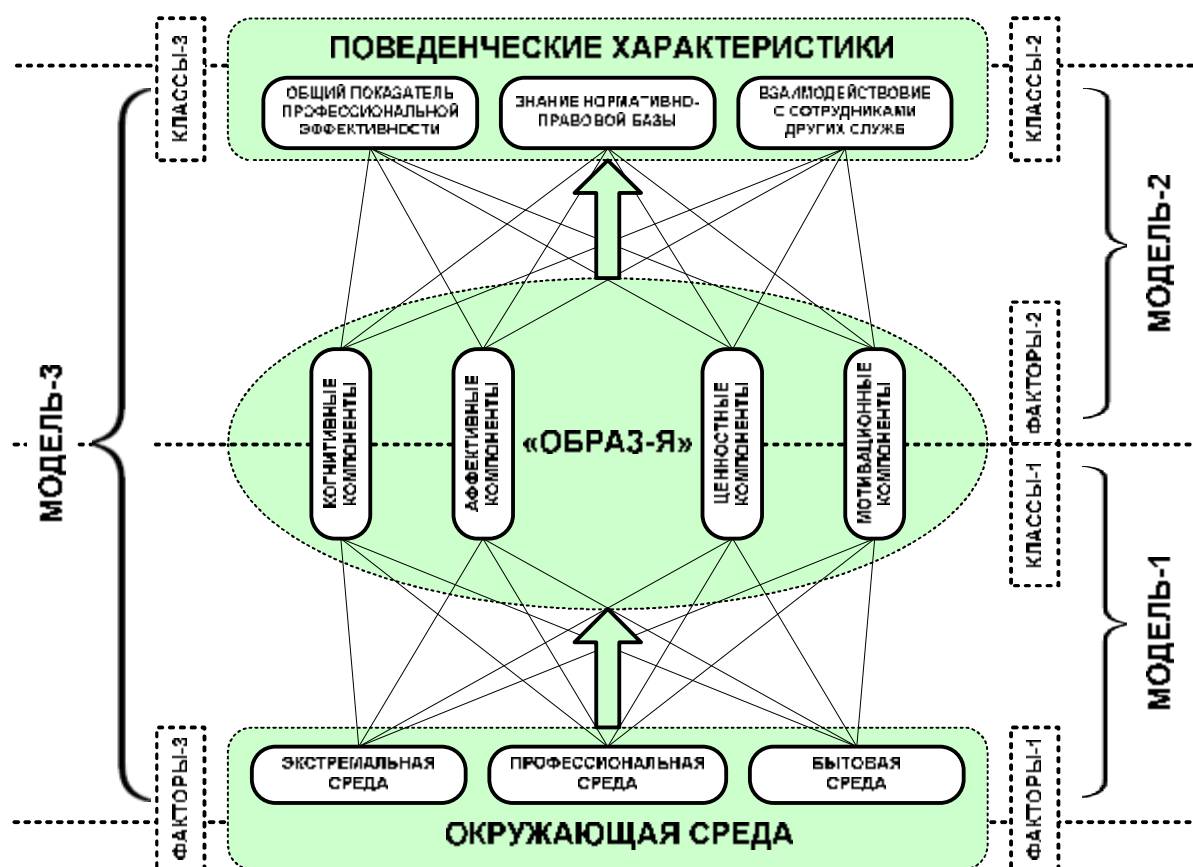 ПОВЕДЕНЧЕСКИЕ ХАРАКТЕРИСТИКИ
КЛАССЫ-3
КЛАССЫ-2
ОБЩИЙ ПОКАЗАТЕЛЬ
ПРОФЕССИОНАЛЬНОЙ
ЭФФЕКТИВНОСТИ
ЗНАНИЕ НОРМАТИВНО-
ПРАВОВОЙ БАЗЫ
ВЗАИМОДЕЙСТВОВИЕ
С СОТРУДНИКАМИ
ДРУГИХ СЛУЖБ
МОДЕЛЬ-2
МОДЕЛЬ-3
ФАКТОРЫ-2
КОГНИТИВНЫЕ
КОМПОНЕНТЫ
АФФЕКТИВНЫЕ
КОМПОНЕНТЫ
«ОБРАЗ-Я»
ЦЕННОСТНЫЕ
КОМПОНЕНТЫ
МОТИВАЦИОННЫЕ
КОМПОНЕНТЫ
КЛАССЫ-1
МОДЕЛЬ-1
ФАКТОРЫ-3
ФАКТОРЫ-1
ЭКСТРЕМАЛЬНАЯ
СРЕДА
ПРОФЕССИОНАЛЬНАЯ
СРЕДА
БЫТОВАЯ
СРЕДА
ОКРУЖАЮЩАЯ СРЕДА